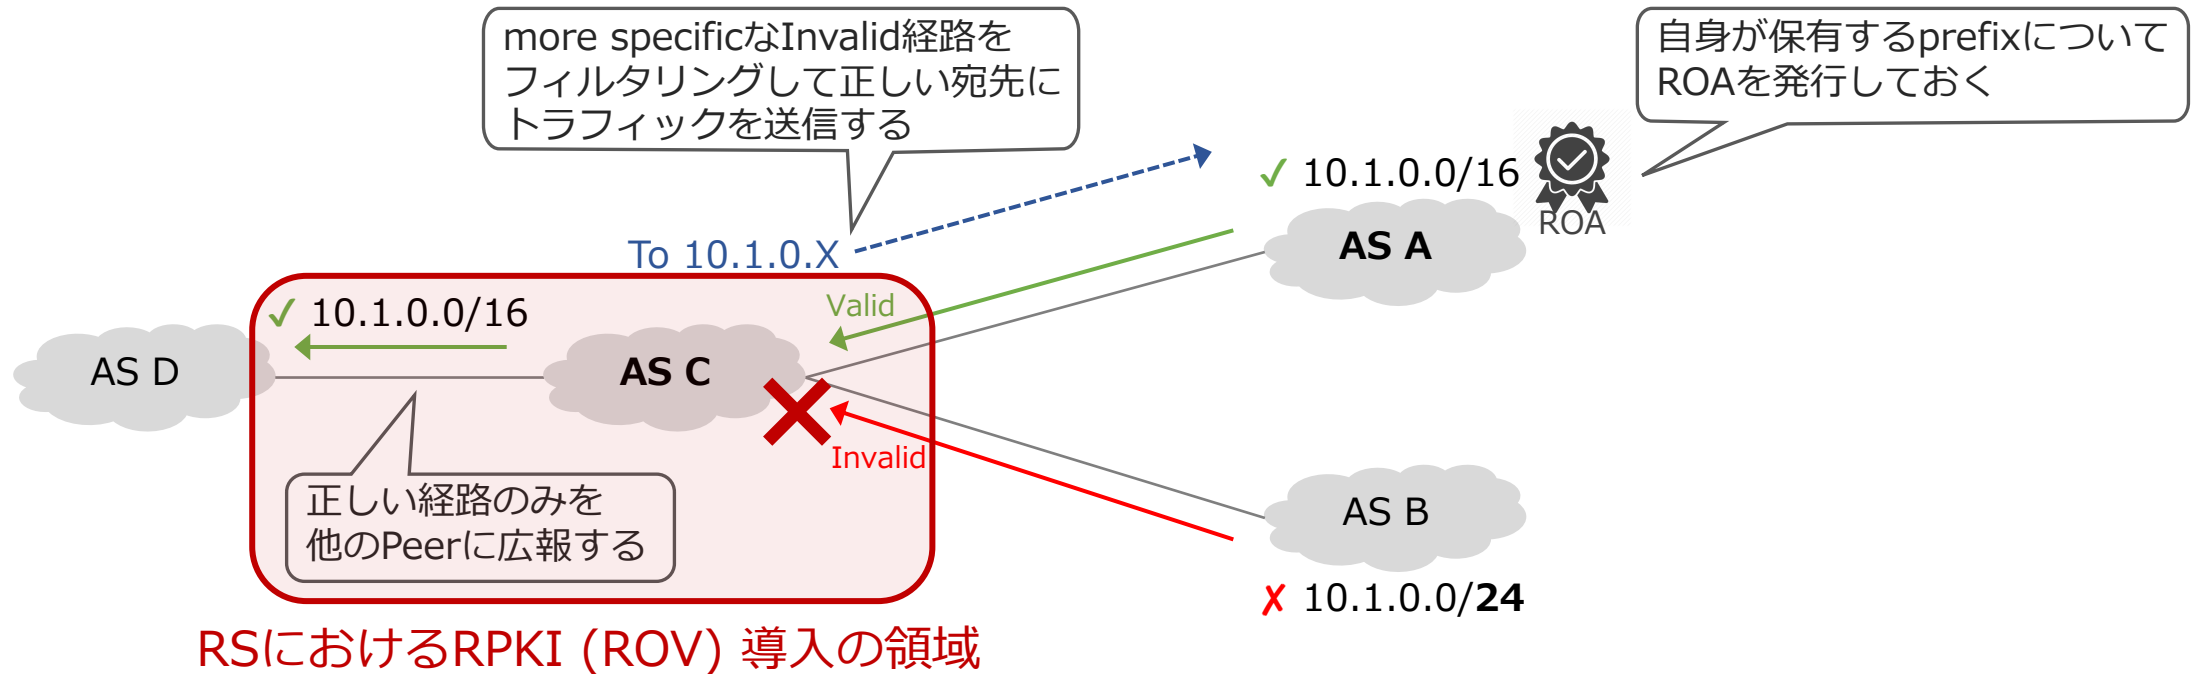 more specificなInvalid経路を
フィルタリングして正しい宛先に
トラフィックを送信する
自身が保有するprefixについて
ROAを発行しておく
✓ 10.1.0.0/16
ROA
AS A
To 10.1.0.X
Valid
✓ 10.1.0.0/16
AS D
AS C
Invalid
正しい経路のみを
他のPeerに広報する
AS B
✗ 10.1.0.0/24
RSにおけるRPKI (ROV) 導入の領域